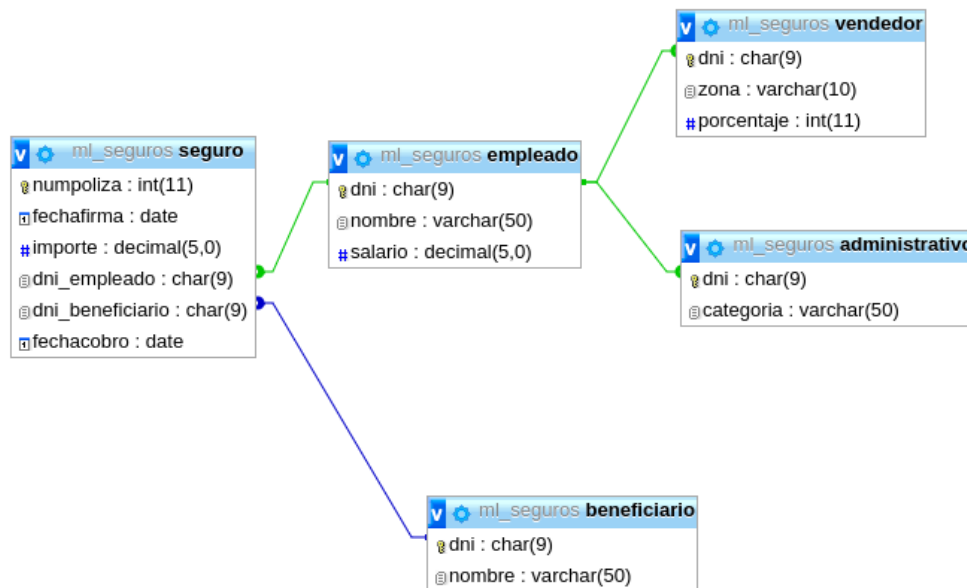 ml_seguros vendedor
dni : char(9)
zona : varchar(10)
porcentaje : int(11)
ml_seguros seguro
numpoliza : int(11)
fechafirma : date
importe : decimal(5,0)
dni_empleado : char(9)
dni_beneficiario : char(9)
fechacobro : date
ml_seguros empleado
dni : char(9)
nombre : varchar(50)
salario : decimal(5,0)
ml_seguros administrativo
dni : char(9)
categoria : varchar(50)
ml_seguros beneficiario
dni : char(9)
nombre : varchar(50)